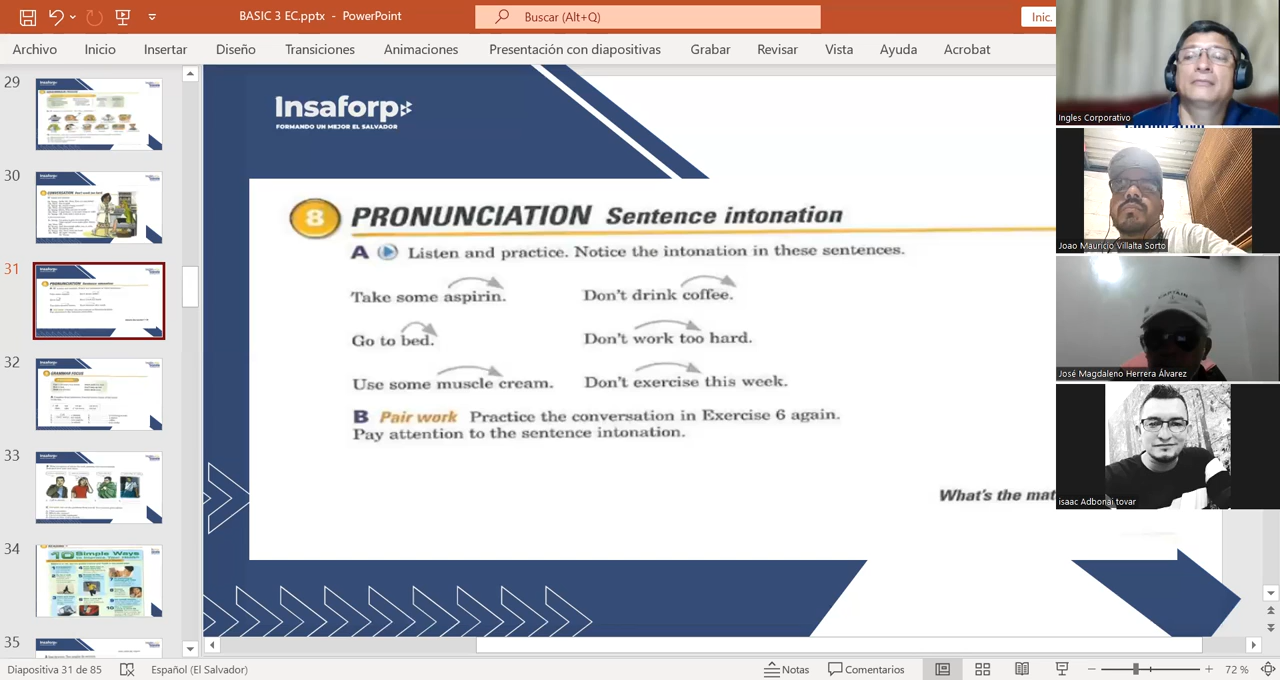 BASIC 3 EC.pptx - PowerPoint
Buscar (Alt+Q)
Inic.
Archivo Inicio Insertar Diseño Transiciones Animaciones Presentación con diapositivas Grabar Revisar Vista Ayuda Acrobat
29
30
31
32
33
34
10 Simple Ways
35
Insaforp
FORMANDO UN MEJOR EL SALVADOR
8 PRONUNCIATION Sentence intonation
A Listen and practice. Notice the intonation in these sentences.
Take some aspirin. Don't drink coffee.
Go to bed. Don't work too hard.
Use some muscle cream. Don't exercise this week.
B Pair work Practice the conversation in Exercise 6 again.
Pay attention to the sentence intonation.
What's the mat
Ingles Corporativo
Joao Mauricio Villalta Sorto
José Magdaleno Herrera Álvarez
isaac Adbonai tovar
Diapositiva 31 de 85 Español (El Salvador) Notas Comentarios 72 %